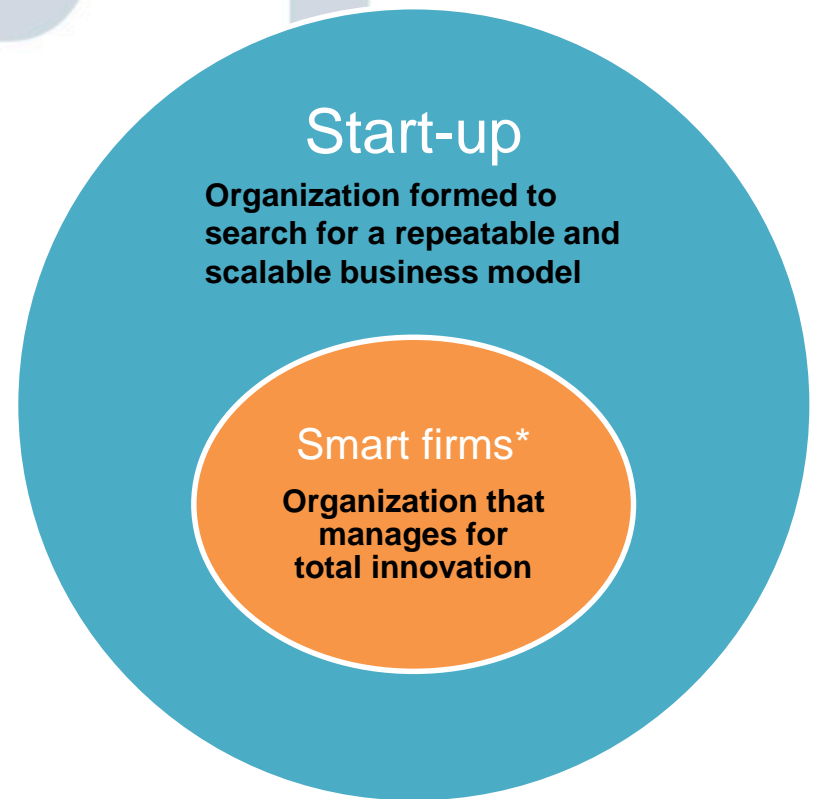 Start-up
Organization formed to
search for a repeatable and
scalable business model
Smart firms*
Organization that
manages for
total innovation